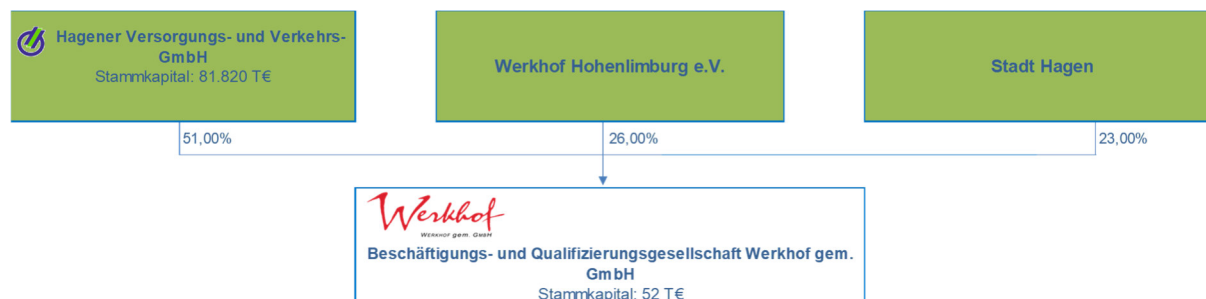 Hagener Versorgungs- und Verkehrs-
GmbH
Stammkapital: 81.820 T€
Werkhof Hohenlimburg e.V.
Stadt Hagen
51,00%
26,00%
23,00%
Werkhof
Werkhof gem. GmbH
Beschäftigungs- und Qualifizierungsgesellschaft Werkhof gem.
GmbH
Stammkapital: 52 T€